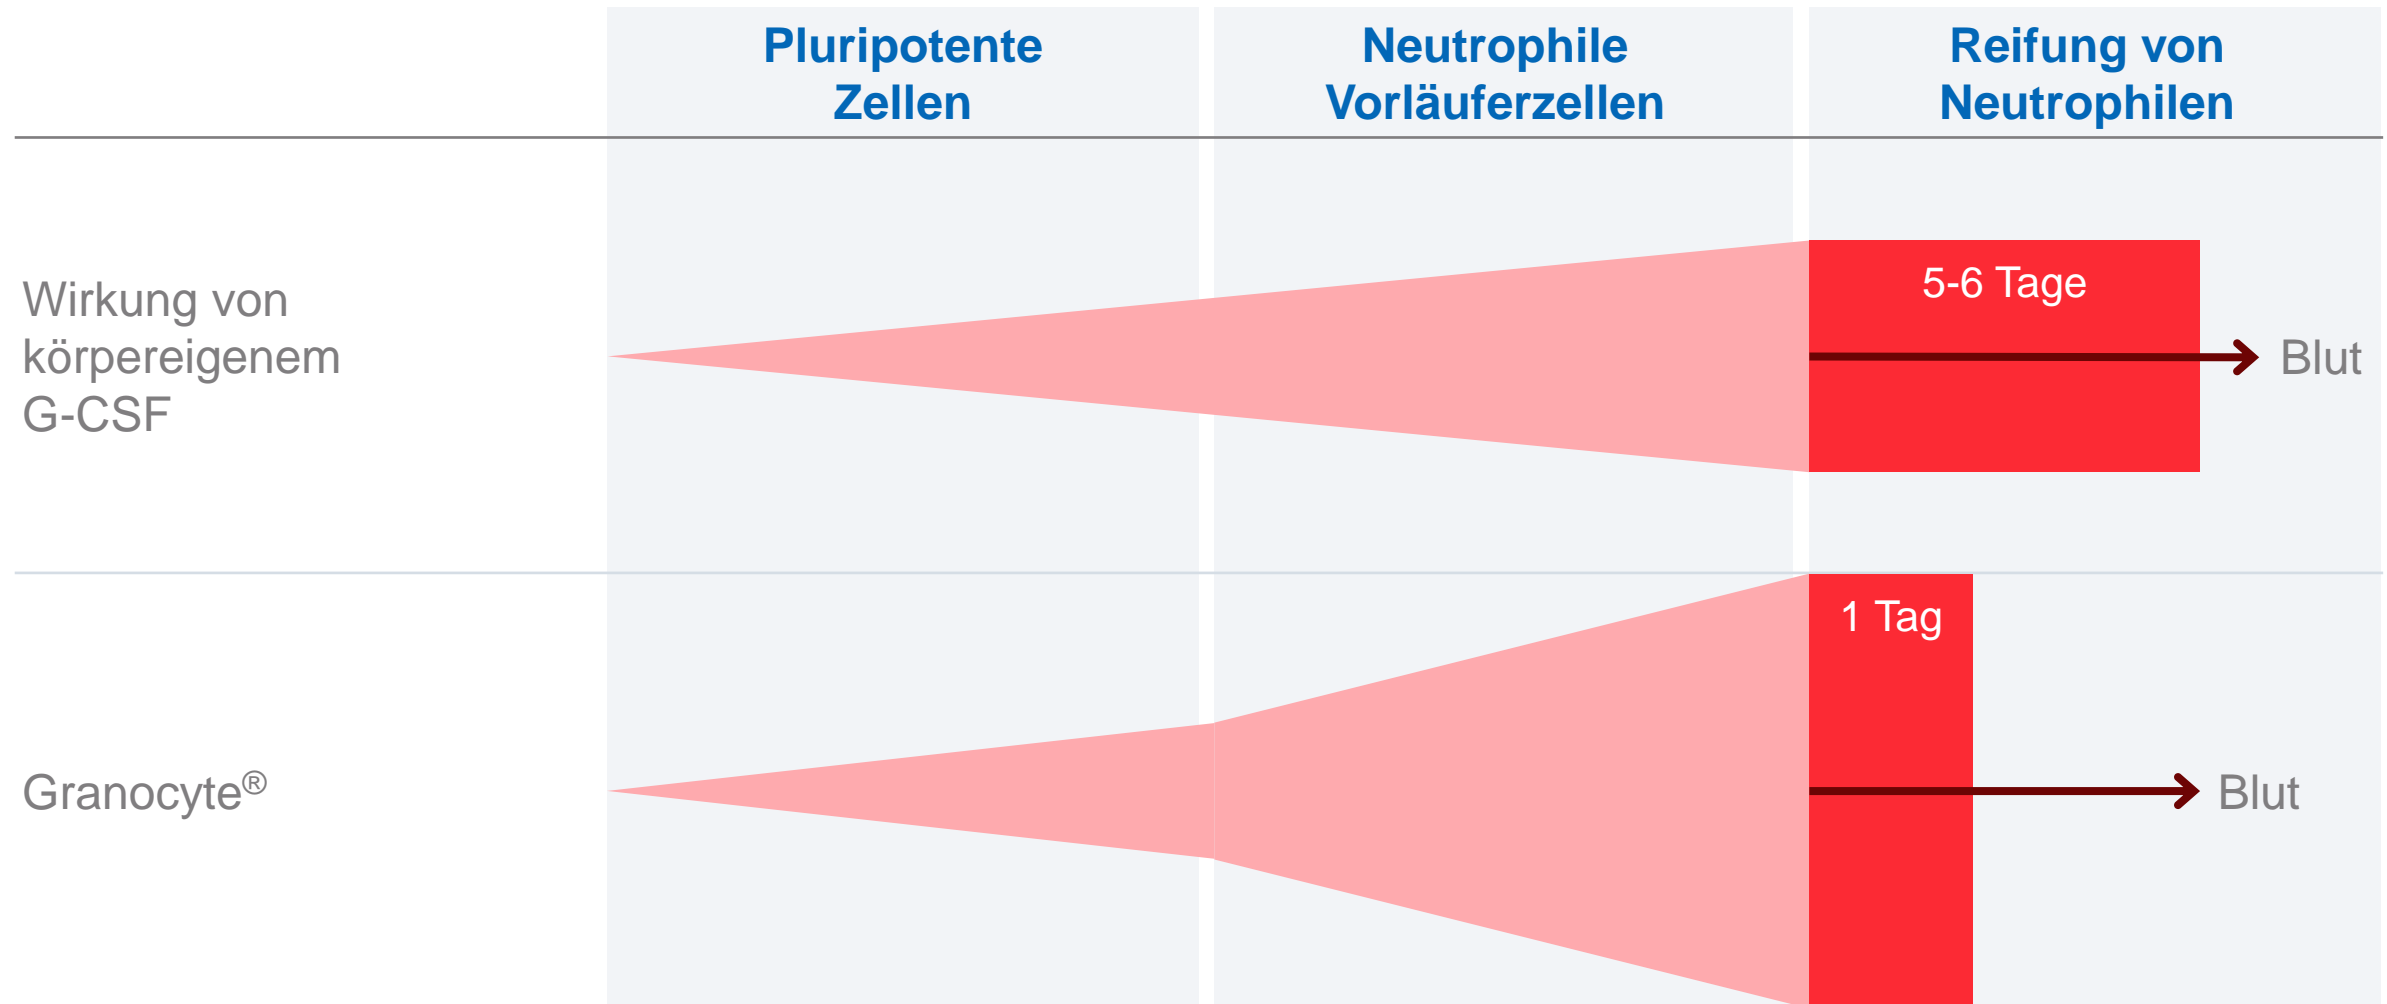 Pluripotente
Zellen
Neutrophile
Vorläuferzellen
Reifung von
Neutrophilen
Wirkung von
körpereigenem
G-CSF
5-6 Tage
Blut
Granocyte®
1 Tag
Blut